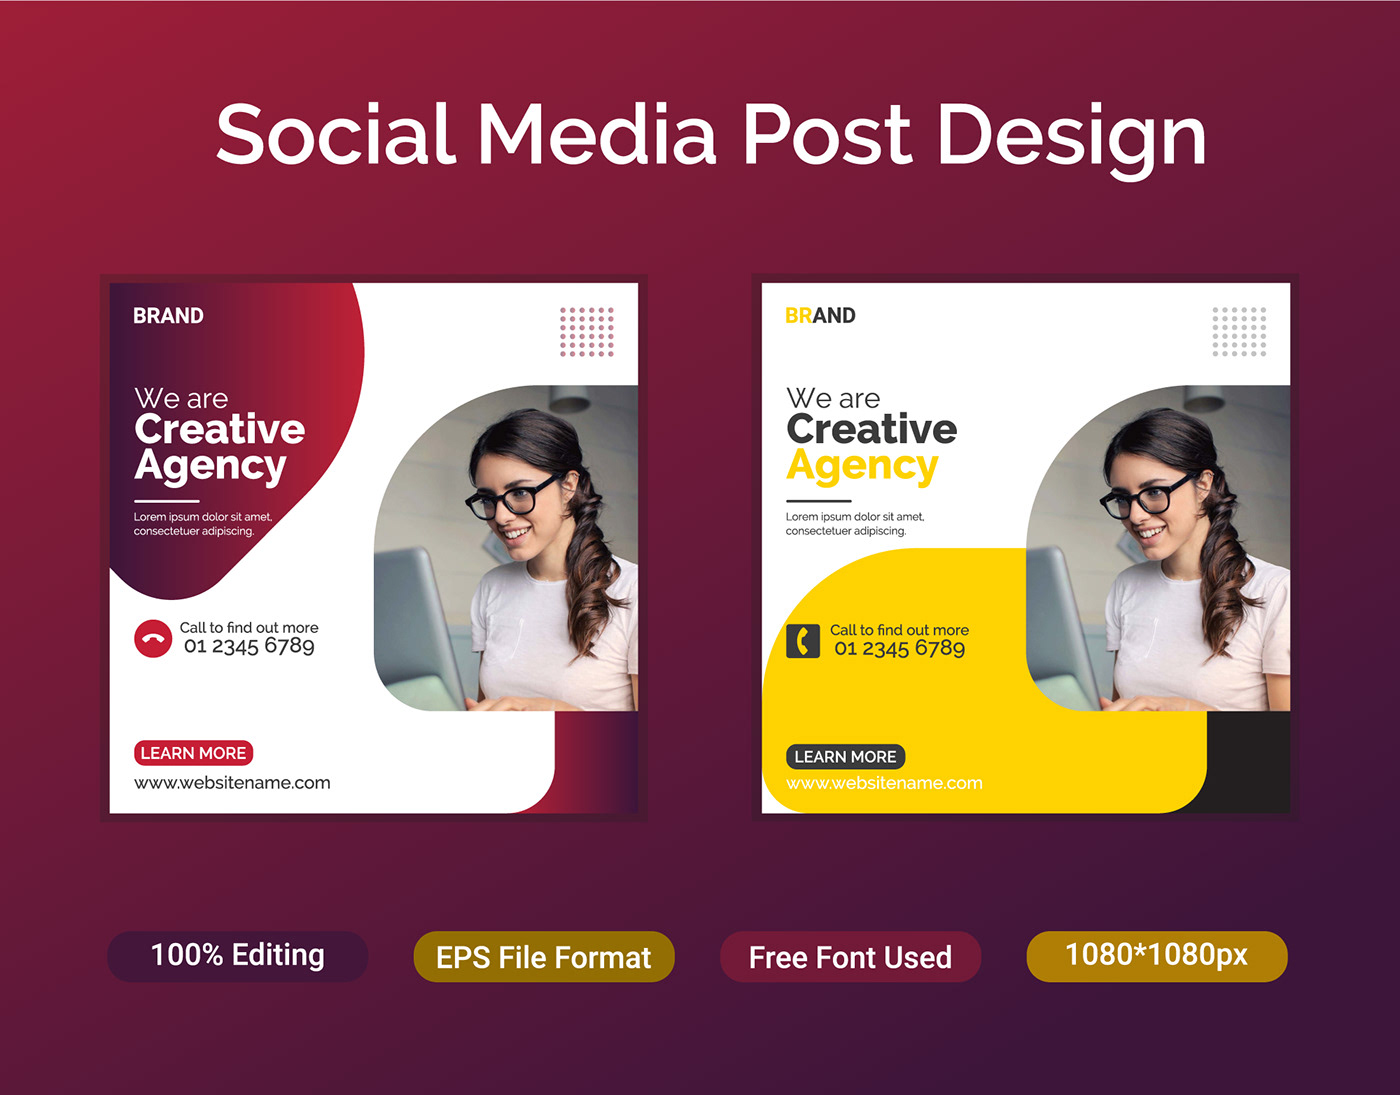 Social Media Post Design
BRAND
We are
Creative
Agency
Lorem ipsum dolor sit amet,
consectetuer adipiscing.
Call to find out more
01 2345 6789
LEARN MORE
www.websitename.com
BRAND
We are
Creative
Agency
Lorem ipsum dolor sit amet,
consectetuer adipiscing.
Call to find out more
01 2345 6789
LEARN MORE
www.websitename.com
100% Editing
EPS File Format
Free Font Used
1080*1080px